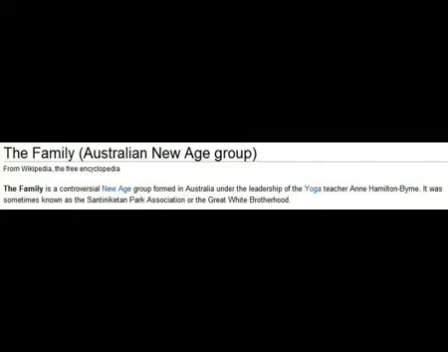 The Family (Australian New Age group)
From Wikipedia, the free encyclopedia
The Family is a controversial New Age group formed in Australia under the leadership of the Yoga teacher Anne Hamilton-Byrne. It was
sometimes known as the Santiniketan Park Association or the Great White Brotherhood.